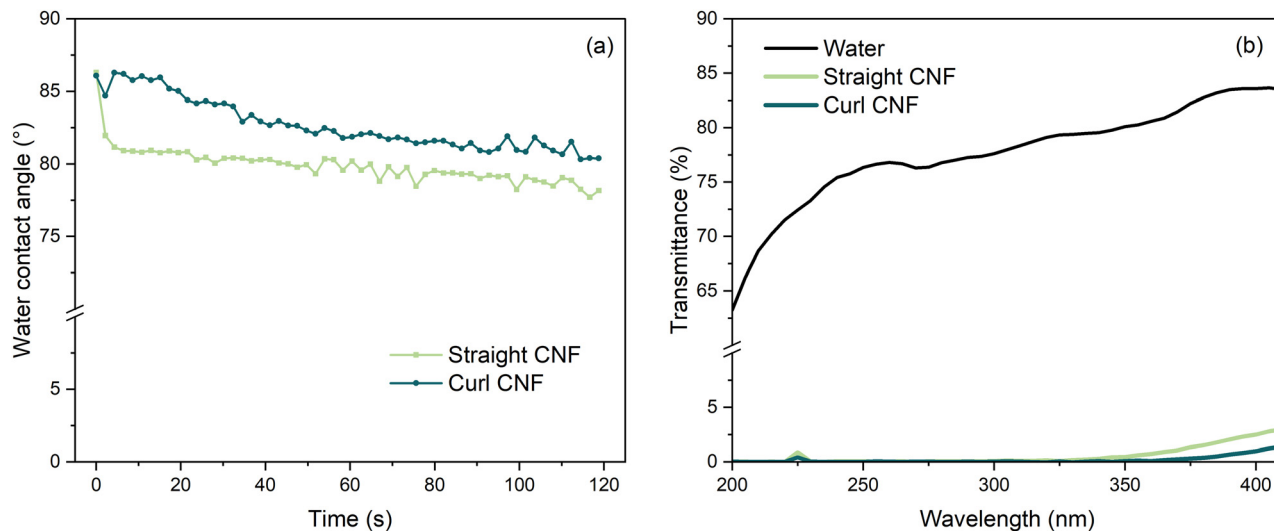 (a)
Water contact angle (°)
90
85
80
75
5
0
Straight CNF
Curl CNF
0 20 40 60 80 100 120
Time (s)
(b)
Transmittance (%)
90
85
80
75
70
65
5
0
Water
Straight CNF
Curl CNF
200 250 300 350 400
Wavelength (nm)